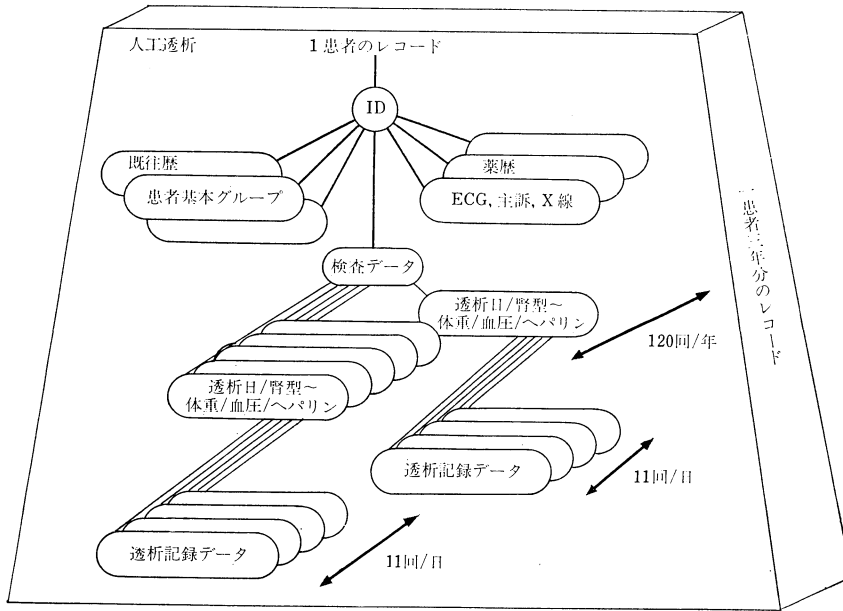 人工透析
1患者のレコード
ID
既往歴
患者基本グループ
薬歴
ECG, 主訴, X線
検査データ
透析日/腎型~
体重/血圧/ヘパリン
120回/年
透析日/腎型~
体重/血圧/ヘパリン
透析記録データ
11回/日
透析記録データ
11回/日
一患者三年分のレコード